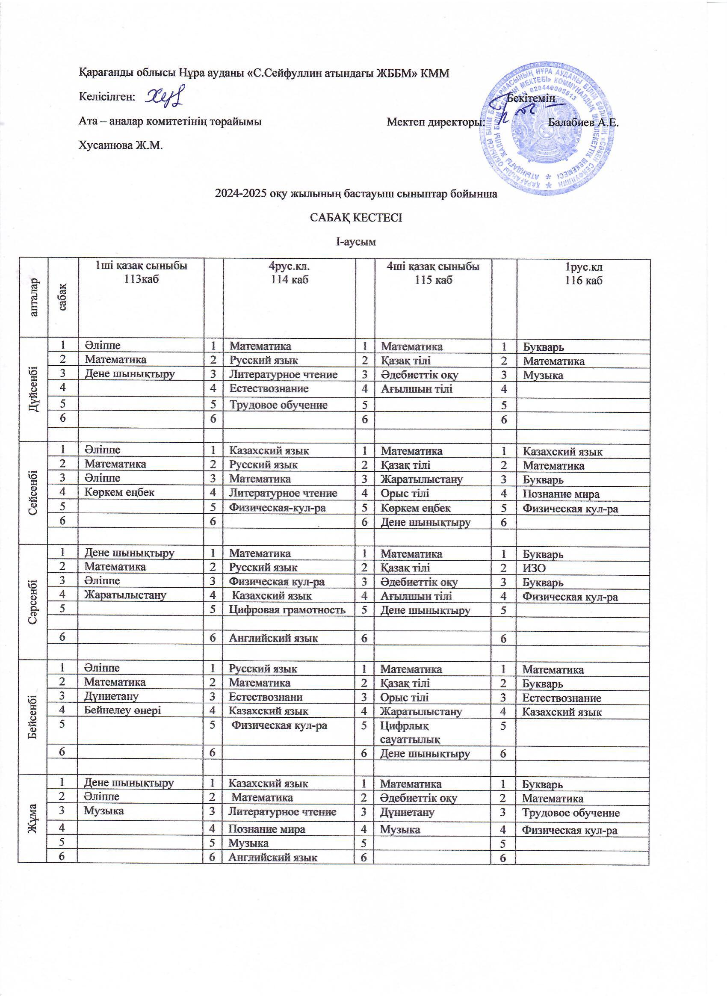 Қарағанды облысы Нұра ауданы «С.Сейфуллин атындағы ЖББМ» КММ
Келісілген: Бекітемін
Ата – аналар комитетінің төрайымы Мектеп директоры: Балабиев А.Е.
Хусаинова Ж.М.
2024-2025 оқу жылының бастауыш сыныптар бойынша
САБАҚ КЕСТЕСІ
І-аусым
апталар сабақ 1ші қазақ сыныбы 4рус.кл. 4ші қазақ сыныбы 1рус.кл
113каб 114 каб 115 каб 116 каб
Дүйсенбі
1 Әліппе 1 Математика 1 Математика 1 Букварь
2 Математика 2 Русский язык 2 Қазақ тілі 2 Математика
3 Дене шынықтыру 3 Литературное чтение 3 Әдебиеттік оқу 3 Музыка
4 4 Естествознание 4 Ағылшын тілі 4
5 5 Трудовое обучение 5 5
6 6 6 6
Сейсенбі
1 Әліппе 1 Казахский язык 1 Математика 1 Казахский язык
2 Математика 2 Русский язык 2 Қазақ тілі 2 Математика
3 Әліппе 3 Математика 3 Жаратылыстану 3 Букварь
4 Көркем еңбек 4 Литературное чтение 4 Орыс тілі 4 Познание мира
5 5 Физическая-кул-ра 5 Көркем еңбек 5 Физическая кул-ра
6 6 6 Дене шынықтыру 6
Сәрсенбі
1 Дене шынықтыру 1 Математика 1 Математика 1 Букварь
2 Математика 2 Русский язык 2 Қазақ тілі 2 ИЗО
3 Әліппе 3 Физическая кул-ра 3 Әдебиеттік оқу 3 Букварь
4 Жаратылыстану 4 Казахский язык 4 Ағылшын тілі 4 Физическая кул-ра
5 5 Цифровая грамотность 5 Дене шынықтыру 5
6 6 Английский язык 6 6
Бейсенбі
1 Әліппе 1 Русский язык 1 Математика 1 Математика
2 Математика 2 Математика 2 Қазақ тілі 2 Букварь
3 Дүниетану 3 Естествознани 3 Орыс тілі 3 Естествознание
4 Бейнелеу өнері 4 Казахский язык 4 Жаратылыстану 4 Казахский язык
5 5 Физическая кул-ра 5 Цифрлық 5
сауаттылық
6 6 6 Дене шынықтыру 6
Жұма
1 Дене шынықтыру 1 Казахский язык 1 Математика 1 Букварь
2 Әліппе 2 Математика 2 Әдебиеттік оқу 2 Математика
3 Музыка 3 Литературное чтение 3 Дүниетану 3 Трудовое обучение
4 4 Познание мира 4 Музыка 4 Физическая кул-ра
5 5 Музыка 5 5
6 6 Английский язык 6 6